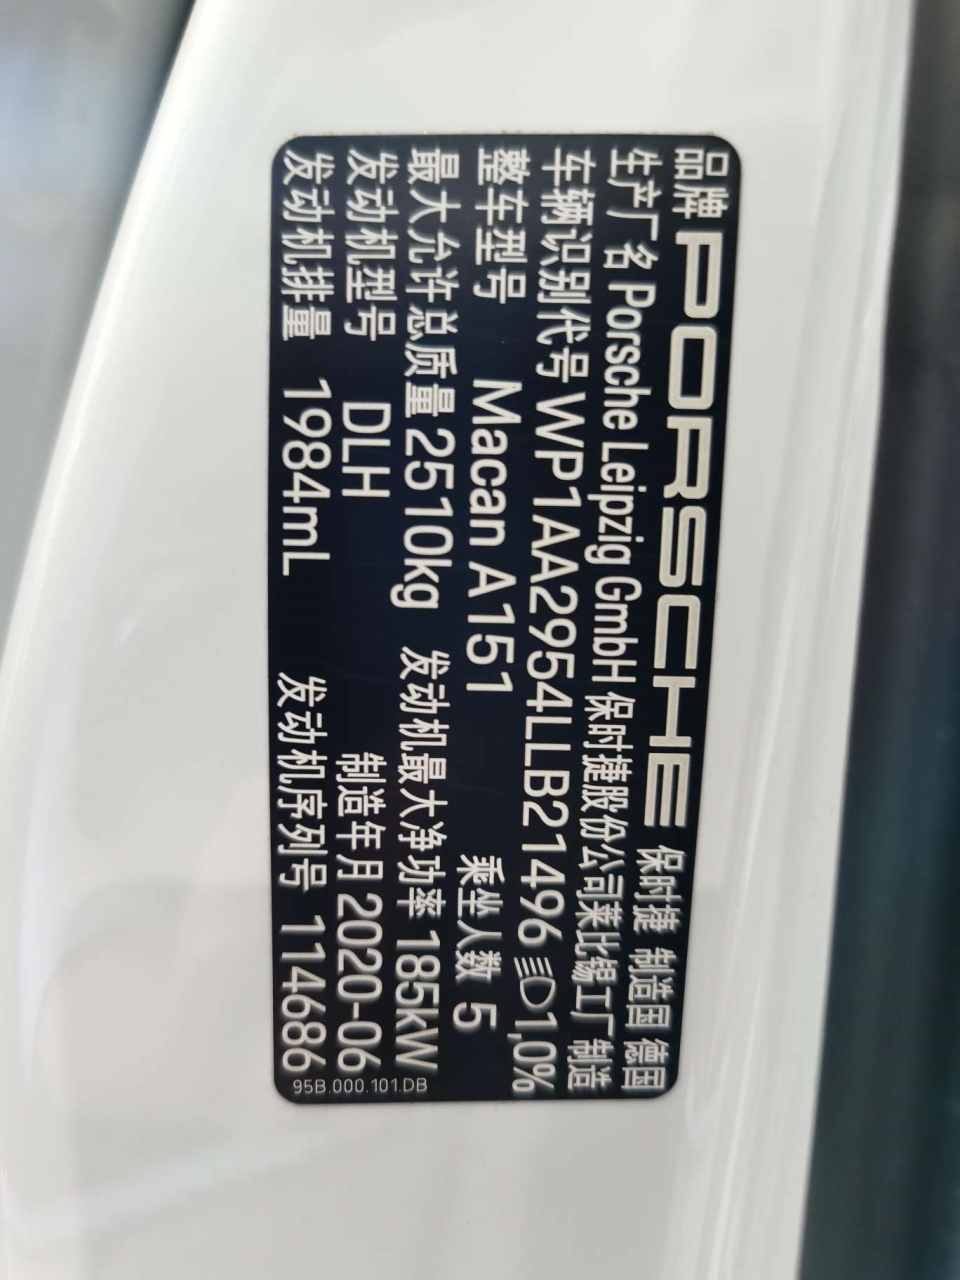 品牌 PORSCHE 保时捷 制造国 德国
生产厂名 Porsche Leipzig GmbH 保时捷股份公司莱比锡工厂制造
车辆识别代号 WP1AA2954LLB21496 1,0%
整车型号 Macan A151 乘坐人数 5
最大允许总质量 2510kg 发动机最大净功率 185kW
发动机型号 DLH 制造年月 2020-06
发动机排量 1984mL 发动机序列号 114686
95B.000.101.DB